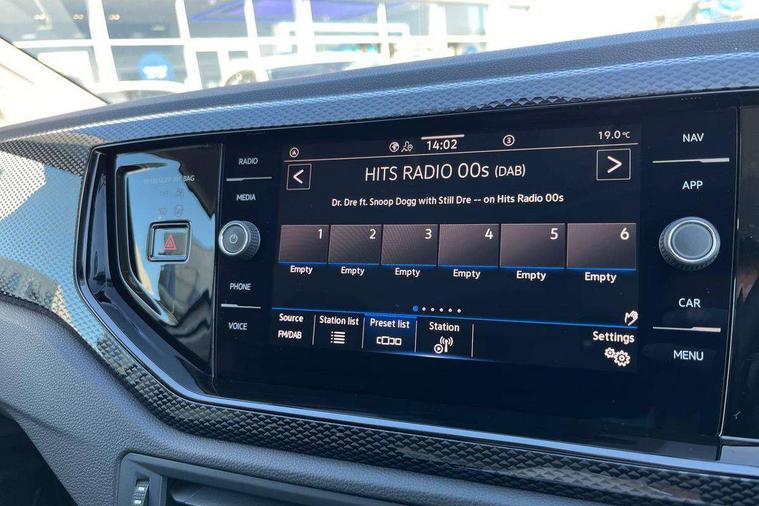 RADIO
MEDIA
PHONE
VOICE
14:02
3
19.0 °C
HITS RADIO 00s (DAB)
Dr. Dre ft. Snoop Dogg with Still Dre -- on Hits Radio 00s
1 2 3 4 5 6
Empty Empty Empty Empty Empty Empty
Source Station list Preset list Station Settings
FM/DAB
NAV
APP
CAR
MENU